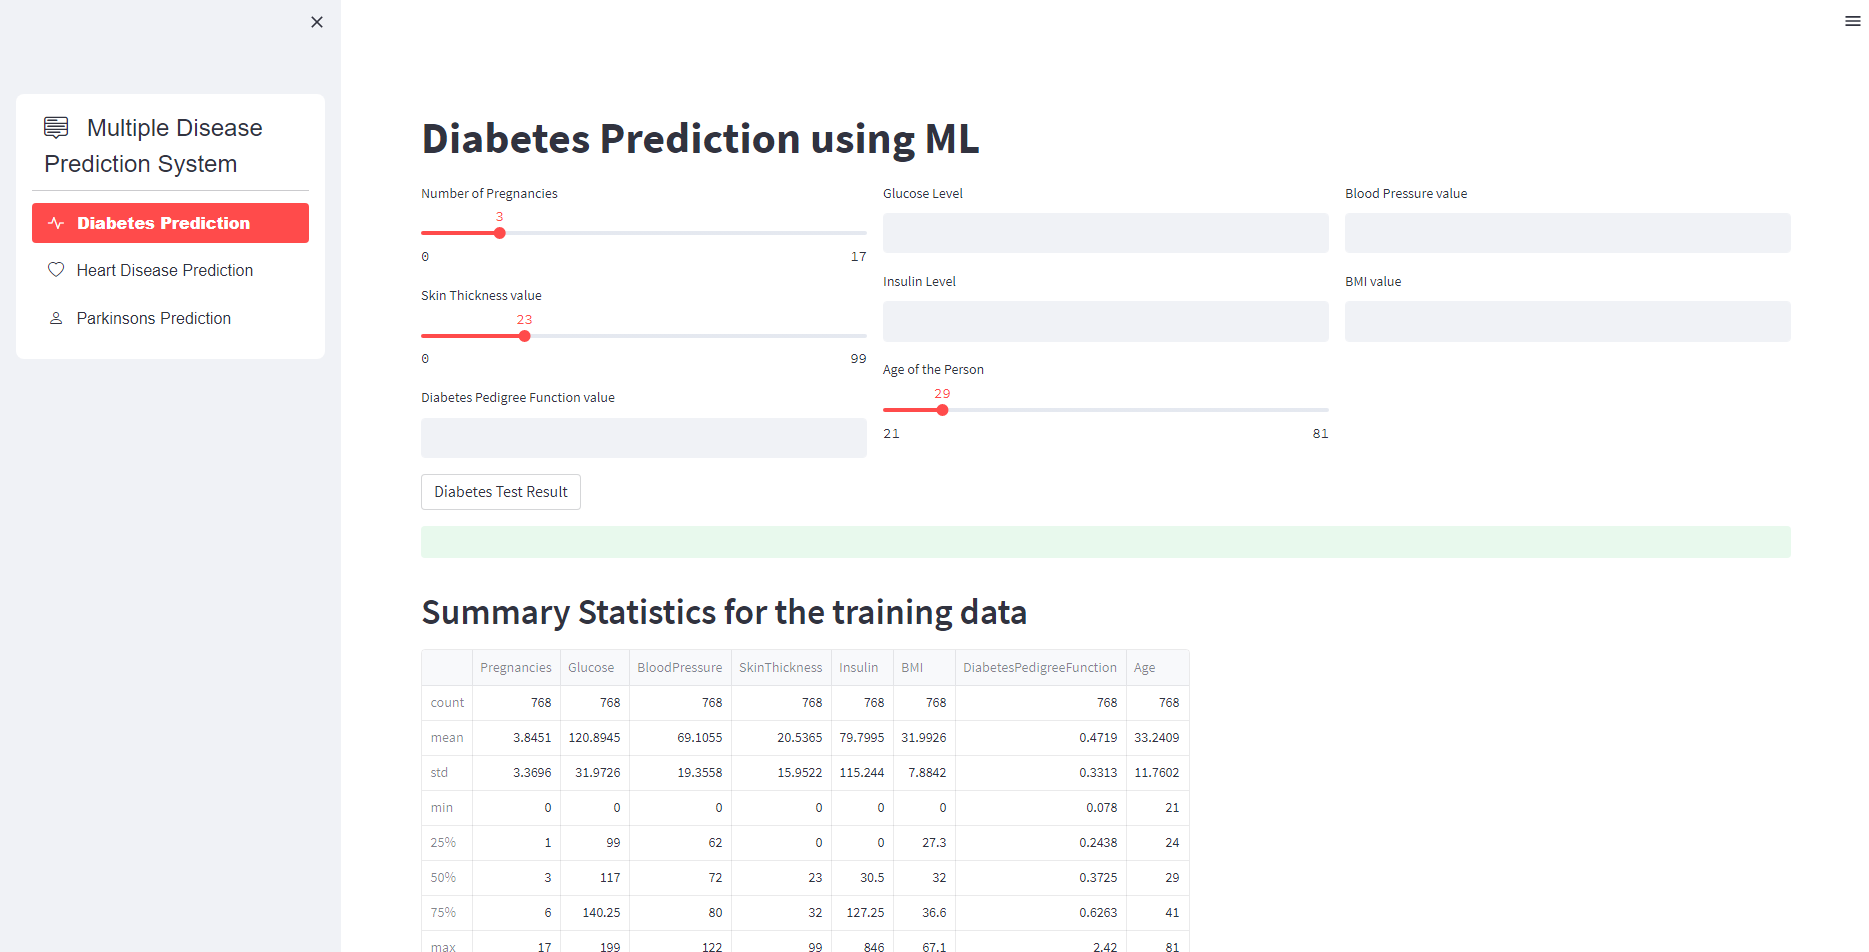 Multiple Disease
Prediction System
Diabetes Prediction
Heart Disease Prediction
Parkinsons Prediction
Diabetes Prediction using ML
Number of Pregnancies
3
0 17
Glucose Level
Blood Pressure value
Skin Thickness value
23
0 99
Insulin Level
BMI value
Diabetes Pedigree Function value
Age of the Person
29
21 81
Diabetes Test Result
Summary Statistics for the training data
Pregnancies Glucose BloodPressure SkinThickness Insulin BMI DiabetesPedigreeFunction Age
count 768 768 768 768 768 768 768 768
mean 3.8451 120.8945 69.1055 20.5365 79.7995 31.9926 0.4719 33.2409
std 3.3696 31.9726 19.3558 15.9522 115.244 7.8842 0.3313 11.7602
min 0 0 0 0 0 0 0.078 21
25% 1 99 62 0 0 27.3 0.2438 24
50% 3 117 72 23 30.5 32 0.3725 29
75% 6 140.25 80 32 127.25 36.6 0.6263 41
max 17 199 122 99 846 67.1 2.42 81